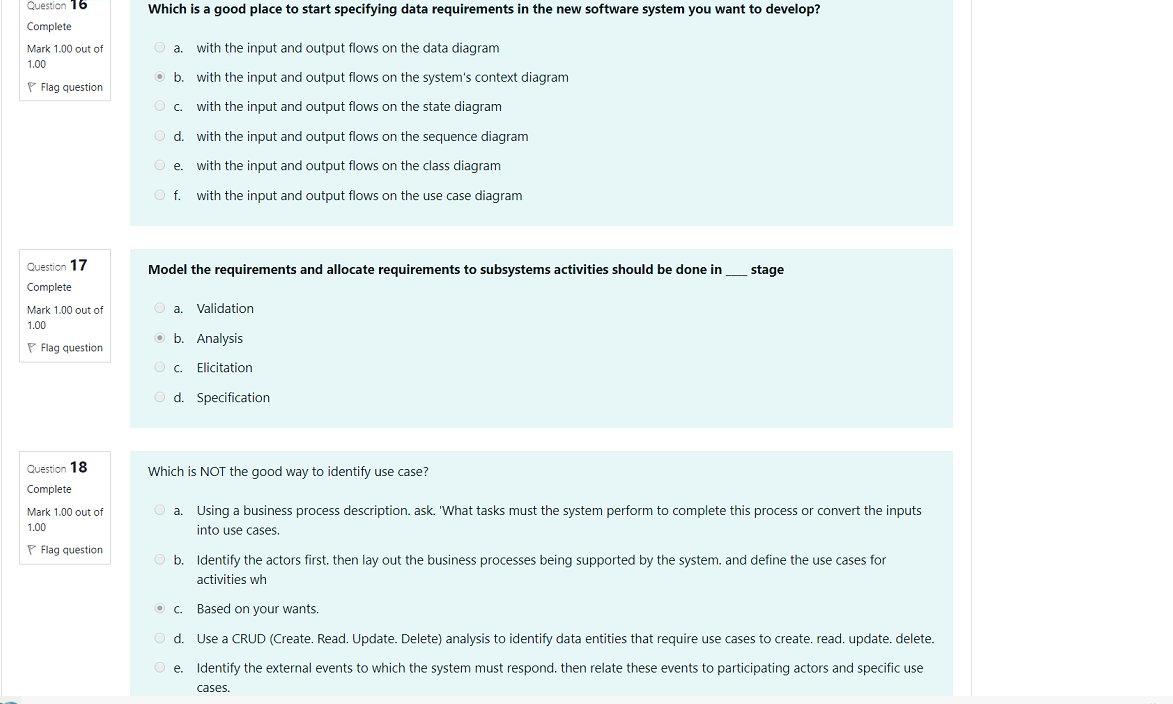 Question 16
Complete
Mark 1.00 out of
1.00
Flag question
Which is a good place to start specifying data requirements in the new software system you want to develop?
a. with the input and output flows on the data diagram
b. with the input and output flows on the system's context diagram
c. with the input and output flows on the state diagram
d. with the input and output flows on the sequence diagram
e. with the input and output flows on the class diagram
f. with the input and output flows on the use case diagram
Question 17
Complete
Mark 1.00 out of
1.00
Flag question
Model the requirements and allocate requirements to subsystems activities should be done in ___ stage
a. Validation
b. Analysis
c. Elicitation
d. Specification
Question 18
Complete
Mark 1.00 out of
1.00
Flag question
Which is NOT the good way to identify use case?
a. Using a business process description. ask. 'What tasks must the system perform to complete this process or convert the inputs
into use cases.
b. Identify the actors first. then lay out the business processes being supported by the system. and define the use cases for
activities wh
c. Based on your wants.
d. Use a CRUD (Create. Read. Update. Delete) analysis to identify data entities that require use cases to create. read. update. delete.
e. Identify the external events to which the system must respond. then relate these events to participating actors and specific use
cases.